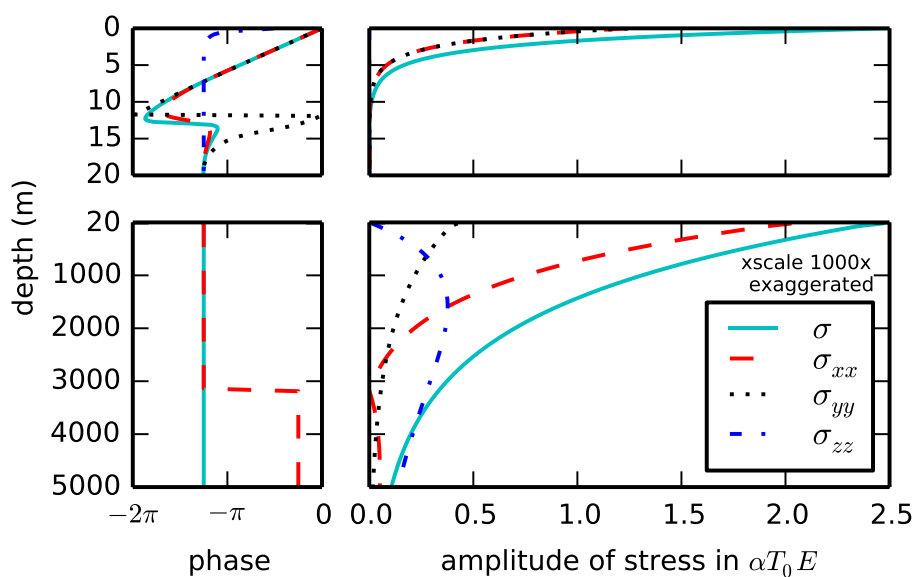 0
5
10
15
20
depth (m)
20
1000
2000
3000
4000
5000
−2π −π 0
phase
0.0 0.5 1.0 1.5 2.0 2.5
amplitude of stress in αT₀E
xscale 1000x
exaggerated
σ
σxx
σyy
σzz